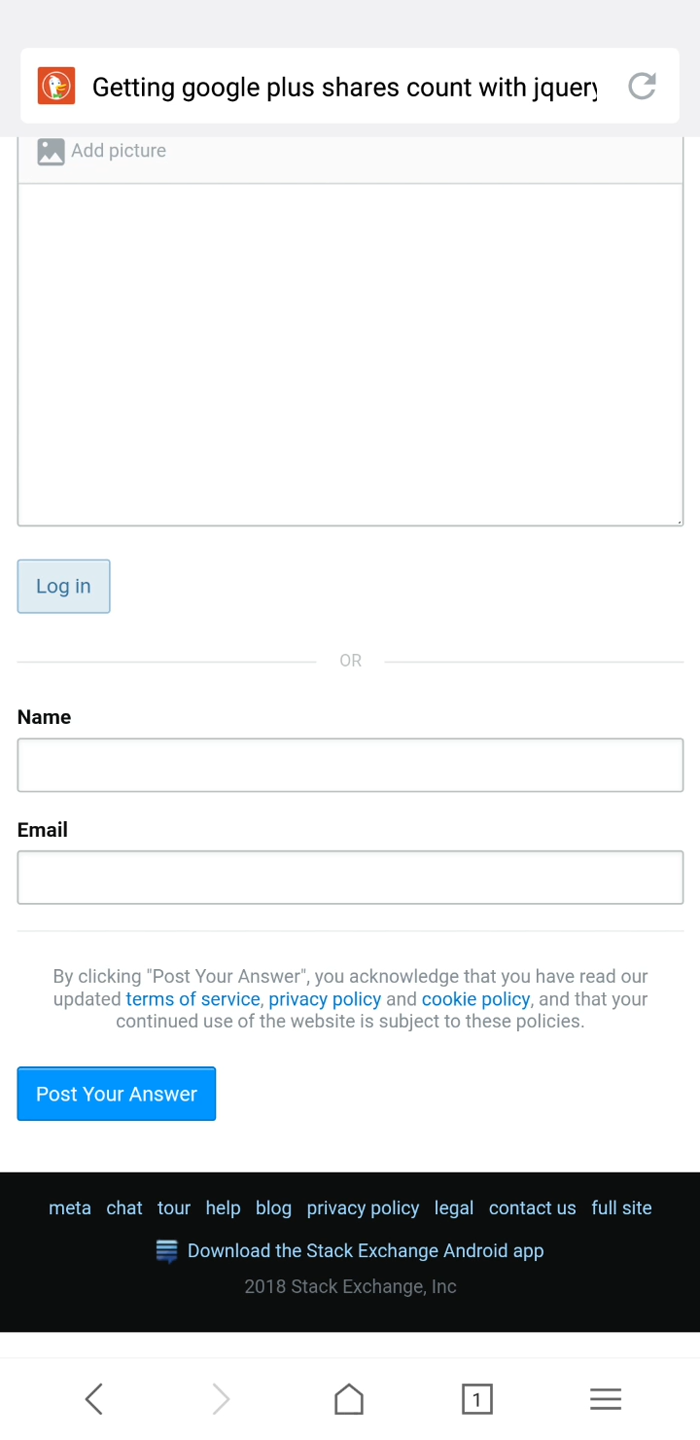 Getting google plus shares count with jquery
Add picture
Log in
OR
Name
Email
By clicking "Post Your Answer", you acknowledge that you have read our
updated terms of service, privacy policy and cookie policy, and that your
continued use of the website is subject to these policies.
Post Your Answer
meta chat tour help blog privacy policy legal contact us full site
Download the Stack Exchange Android app
2018 Stack Exchange, Inc
1